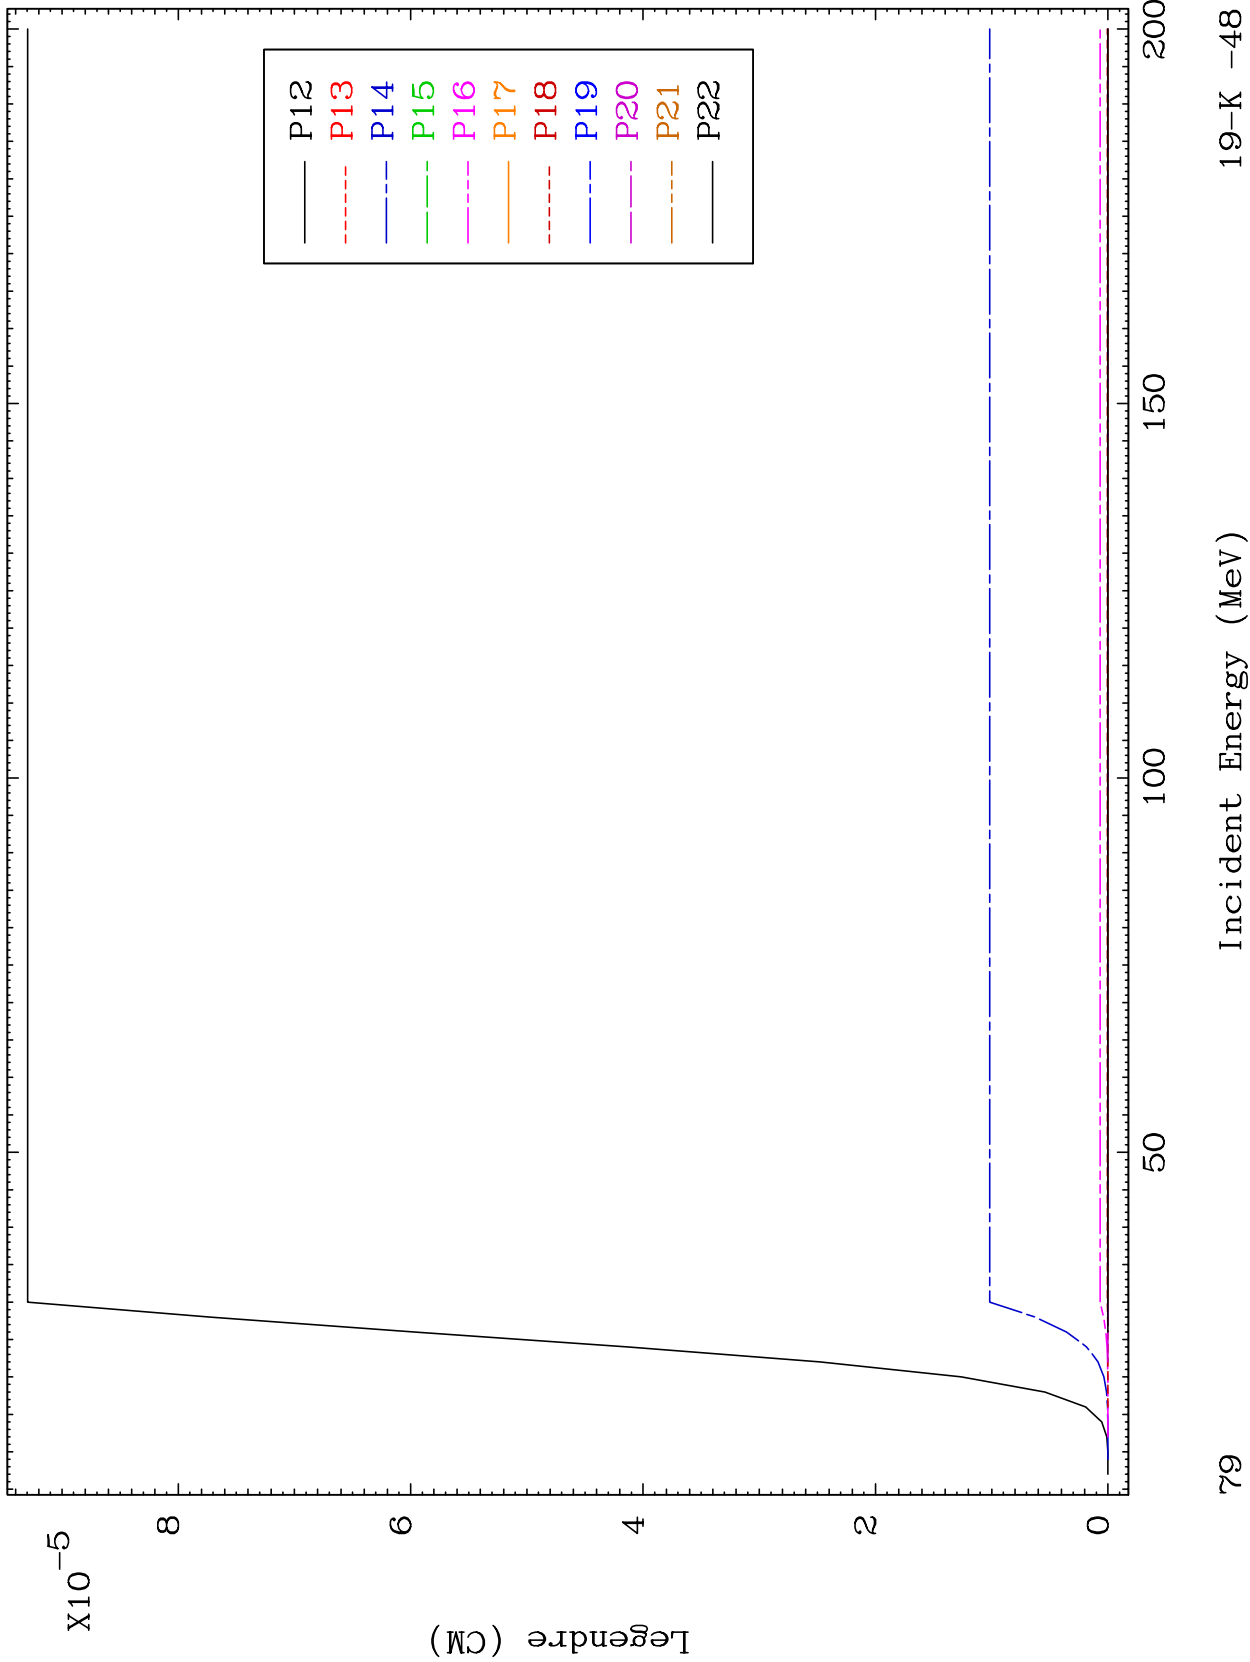 X10 -5
8
6
4
2
0
Legendre (CM)
P12
P13
P14
P15
P16
P17
P18
P19
P20
P21
P22
50
100
150
200
Incident Energy (MeV)
79
19-K -48